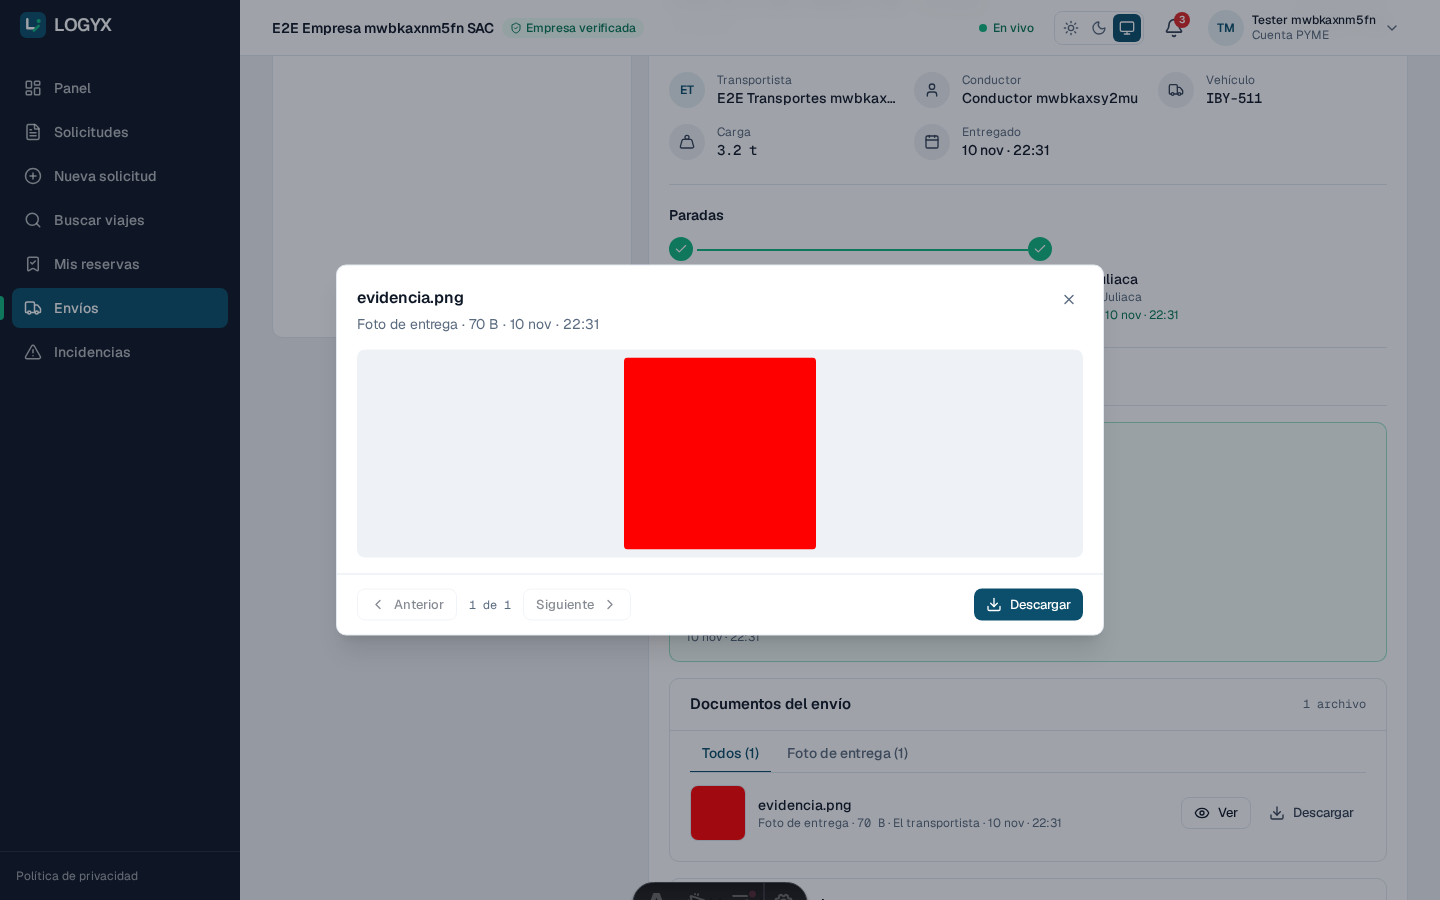 LOGYX
E2E Empresa mwbkaxnm5fn SAC
Empresa verificada
En vivo
3
TM
Tester mwbkaxnm5fn
Cuenta PYME
Panel
Solicitudes
Nueva solicitud
Buscar viajes
Mis reservas
Envíos
Incidencias
Política de privacidad
ET
Transportista
E2E Transportes mwbkax...
Conductor
Conductor mwbkaxsy2mu
Vehículo
IBY-511
Carga
3.2 t
Entregado
10 nov · 22:31
Paradas
uliaca
Juliaca
10 nov · 22:31
evidencia.png
Foto de entrega · 70 B · 10 nov · 22:31
Anterior
1 de 1
Siguiente
Descargar
10 nov · 22:31
Documentos del envío
1 archivo
Todos (1)
Foto de entrega (1)
evidencia.png
Foto de entrega · 70 B · El transportista · 10 nov · 22:31
Ver
Descargar